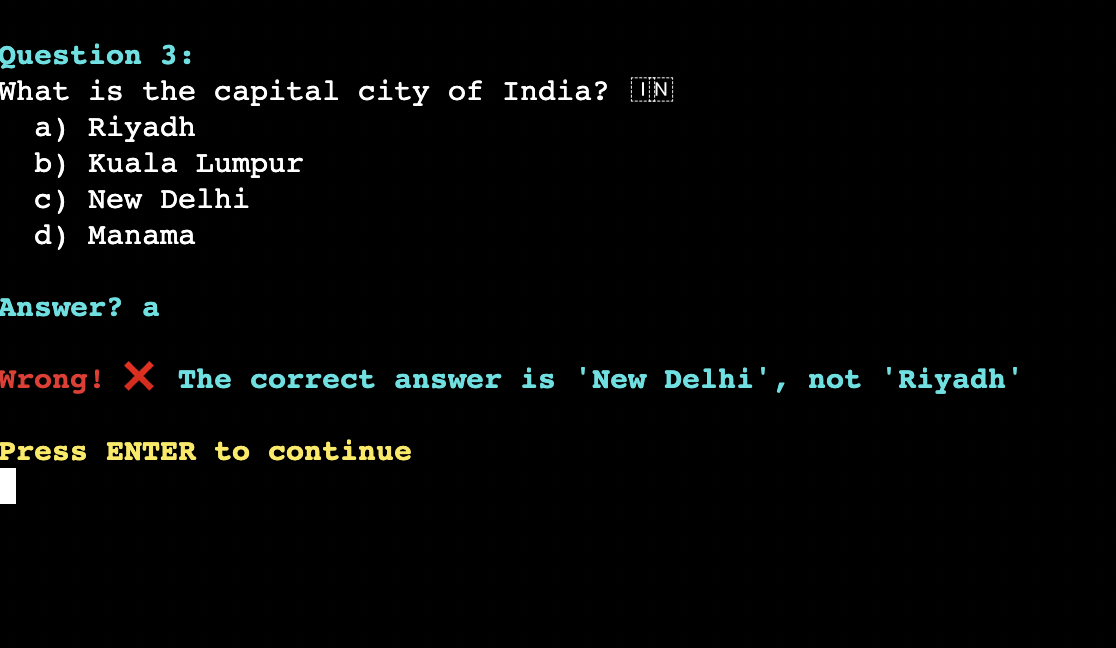 Question 3:
What is the capital city of India? 🇮🇳
a) Riyadh
b) Kuala Lumpur
c) New Delhi
d) Manama
Answer? a
Wrong! ❌ The correct answer is 'New Delhi', not 'Riyadh'
Press ENTER to continue